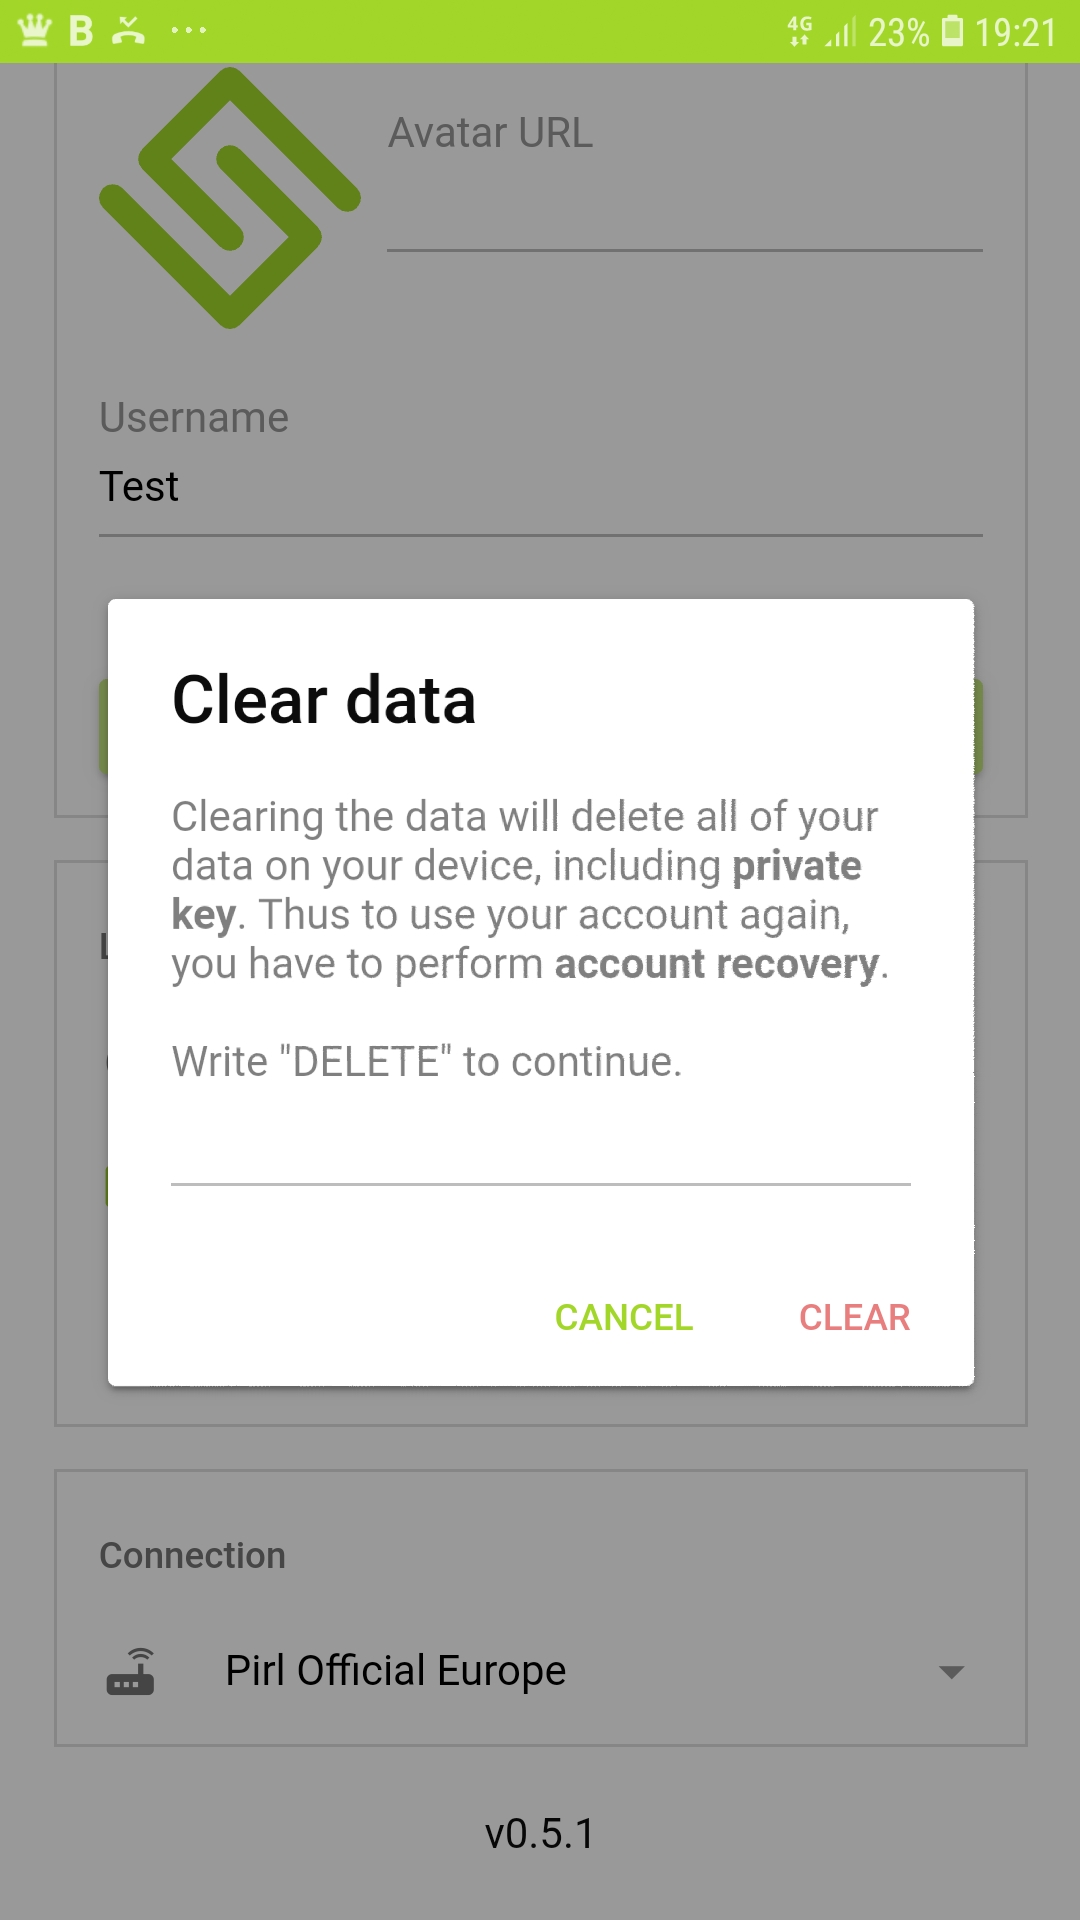 B
4G
23%
19:21
Avatar URL
Username
Test
Clear data
Clearing the data will delete all of your
data on your device, including private
key. Thus to use your account again,
you have to perform account recovery.
Write "DELETE" to continue.
CANCEL
CLEAR
Connection
Pirl Official Europe
v0.5.1